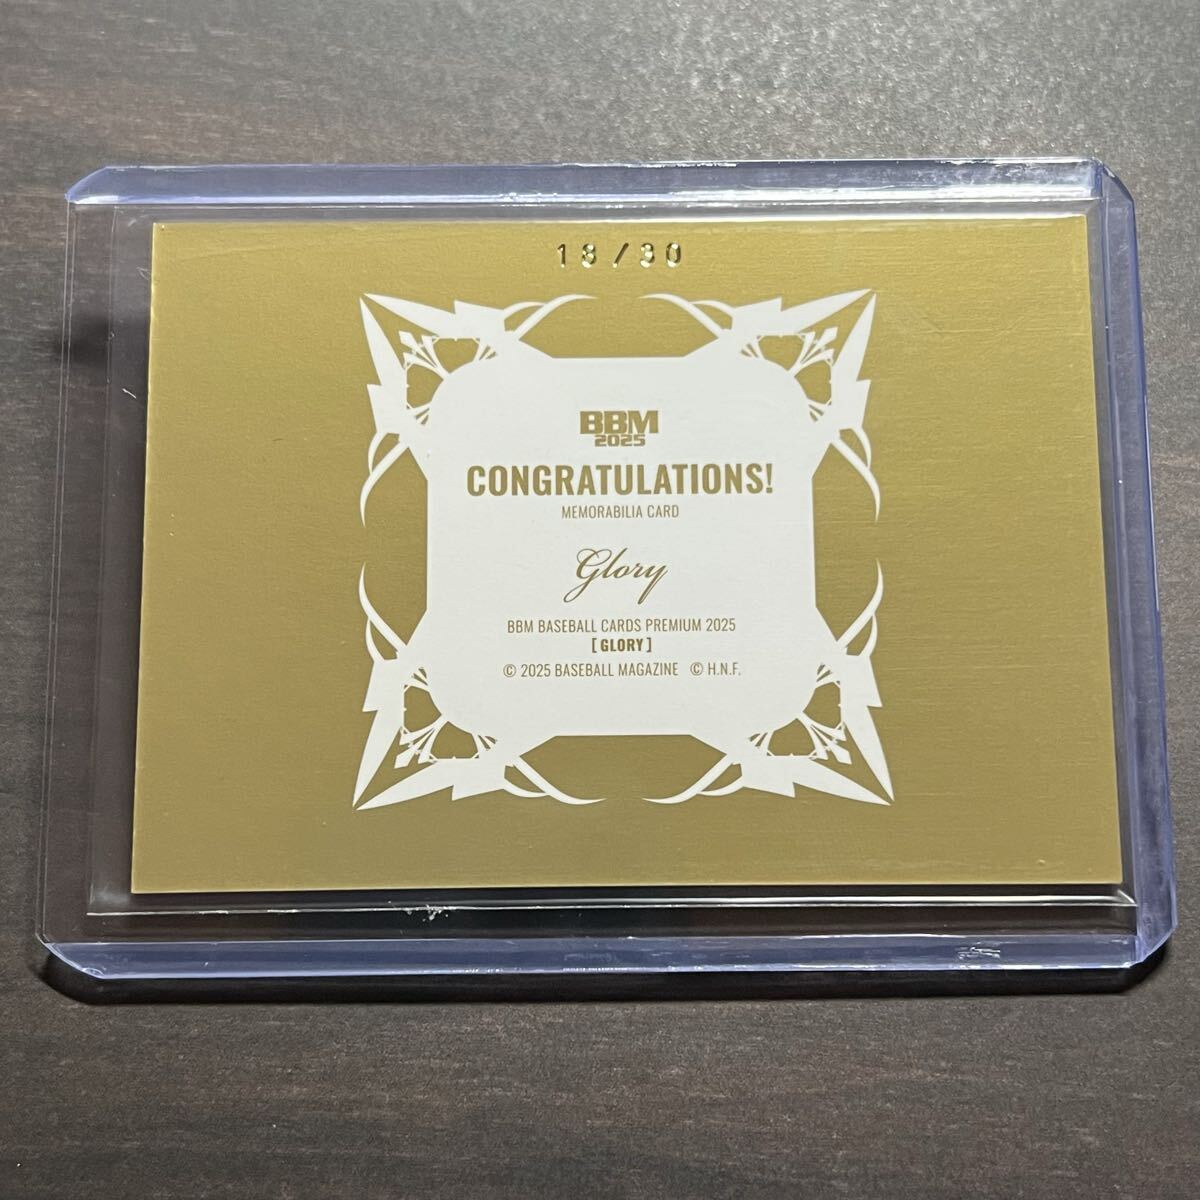 18/30
BBM
2025
CONGRATULATIONS!
MEMORABILIA CARD
Glory
BBM BASEBALL CARDS PREMIUM 2025
[GLORY]
© 2025 BASEBALL MAGAZINE © H.N.F.